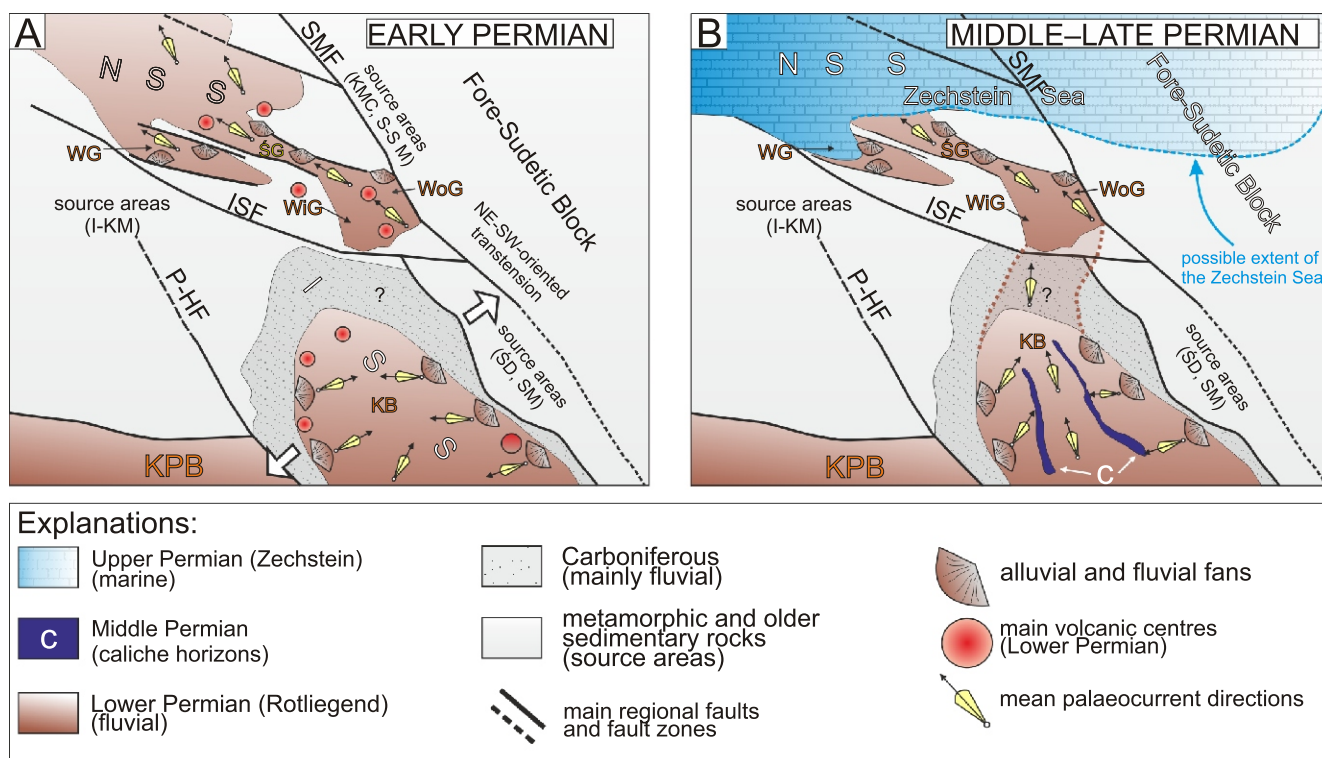 A
EARLY PERMIAN
SMF
source areas
(KMC, S-S M)
Fore-Sudetic Block
N S S
WG
ŚG
WoG
WiG
ISF
source areas
(I-KM)
NE-SW-oriented
transtension
P-HF
I
?
S
KB
S
source areas
(ŚD, SM)
KPB
B
MIDDLE–LATE PERMIAN
SMF
N S S
Zechstein Sea
Fore-Sudetic Block
WG
ŚG
WoG
WiG
ISF
source areas
(I-KM)
possible extent of
the Zechstein Sea
P-HF
?
KB
source areas
(ŚD, SM)
KPB
C
Explanations:
Upper Permian (Zechstein)
(marine)
C
Middle Permian
(caliche horizons)
Lower Permian (Rotliegend)
(fluvial)
Carboniferous
(mainly fluvial)
metamorphic and older
sedimentary rocks
(source areas)
main regional faults
and fault zones
alluvial and fluvial fans
main volcanic centres
(Lower Permian)
mean palaeocurrent directions